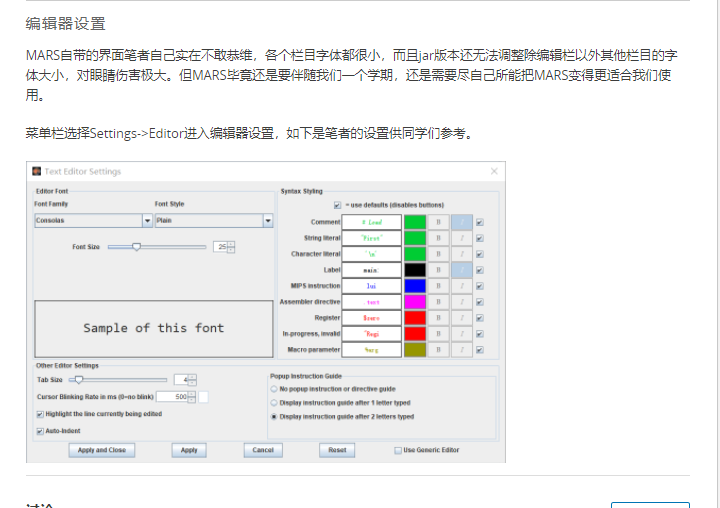 编辑器设置
MARS自带的界面笔者自己实在不敢恭维，各个栏目字体都很小，而且jar版本还无法调整除编辑栏以外其他栏目的字
体大小，对眼睛伤害极大。但MARS毕竟还是要伴随我们一个学期，还是需要尽自己所能把MARS变得更适合我们使
用。
菜单栏选择Settings->Editor进入编辑器设置，如下是笔者的设置供同学们参考。
Text Editor Settings
Editor Font
Font Family Font Style
Consolas Plain
Font Size 25
Sample of this font
Syntax Styling
= use defaults (disables buttons)
Comment # Load B I
String literal "First" B I
Character literal '\n' B I
Label main: B I
MIPS instruction lui B I
Assembler directive .text B I
Register B I
In-progress, invalid "Regi B I
Macro parameter %arg B I
Other Editor Settings
Tab Size 4
Cursor Blinking Rate in ms (0=no blink) 500
Highlight the line currently being edited
Auto-Indent
Popup Instruction Guide
No popup instruction or directive guide
Display instruction guide after 1 letter typed
Display instruction guide after 2 letters typed
Apply and Close Apply Cancel Reset Use Generic Editor